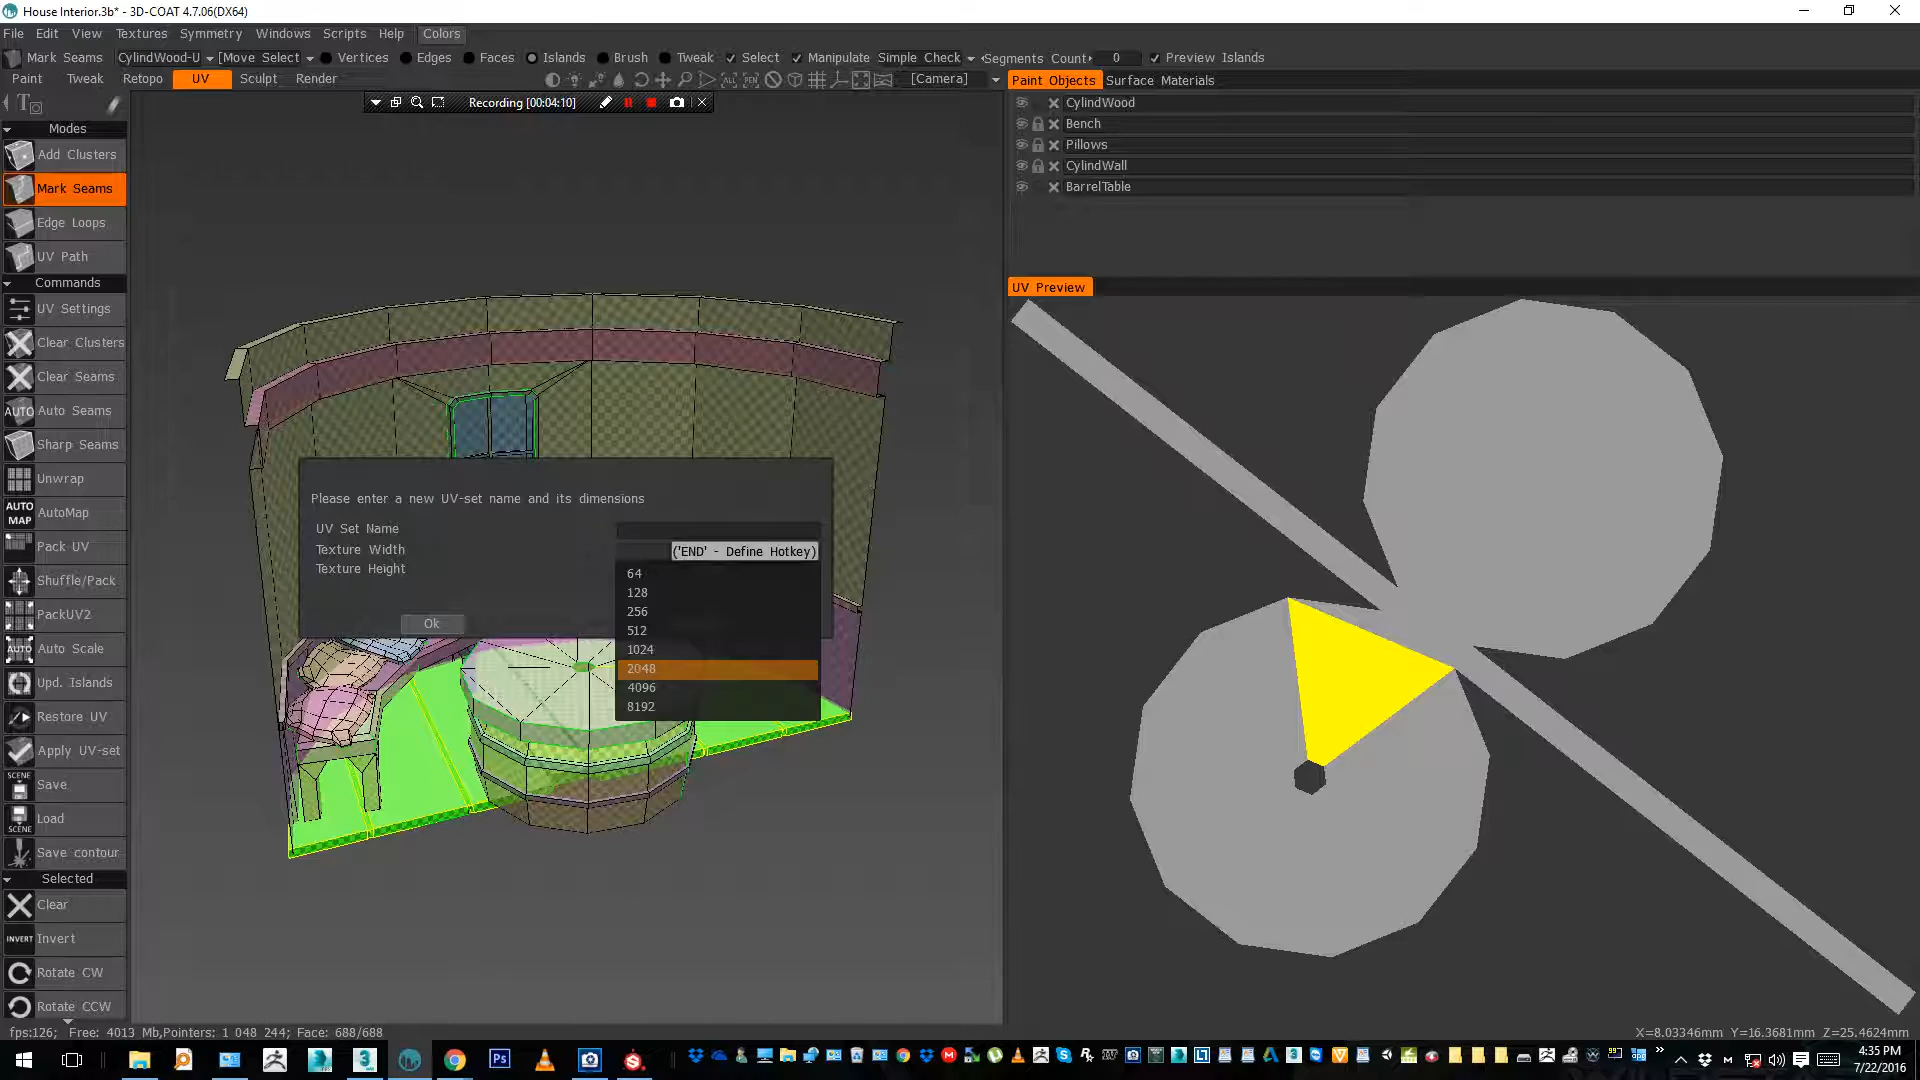 House Interior.3b* - 3D-COAT 4.7.06(DX64)
File Edit View Textures Symmetry Windows Scripts Help Colors
Mark Seams CylindWood-U [Move Select Vertices Edges Faces Islands Brush Tweak Select Manipulate Simple Check Segments Count 0 Preview Islands
Paint Tweak Retopo UV Sculpt Render [Camera] Paint Objects Surface Materials
Recording [00:04:10]
CylindWood
Bench
Pillows
CylindWall
BarrelTable
UV Preview
Modes
Add Clusters
Mark Seams
Edge Loops
UV Path
Commands
UV Settings
Clear Clusters
Clear Seams
AUTO Auto Seams
Sharp Seams
Unwrap
AUTO MAP AutoMap
Pack UV
Shuffle/Pack
PackUV2
AUTO Auto Scale
Upd. Islands
Restore UV
Apply UV-set
SCENE Save
Load SCENE
Save contour
Selected
Clear
INVERT Invert
Rotate CW
Rotate CCW
Please enter a new UV-set name and its dimensions
UV Set Name
Texture Width
Texture Height
('END' - Define Hotkey)
64
128
256
512
1024
2048
4096
8192
Ok
fps:126; Free: 4013 Mb,Pointers: 1 048 244; Face: 688/688
X=8.03346mm Y=16.3681mm Z=25.4624mm
4:35 PM
7/22/2016